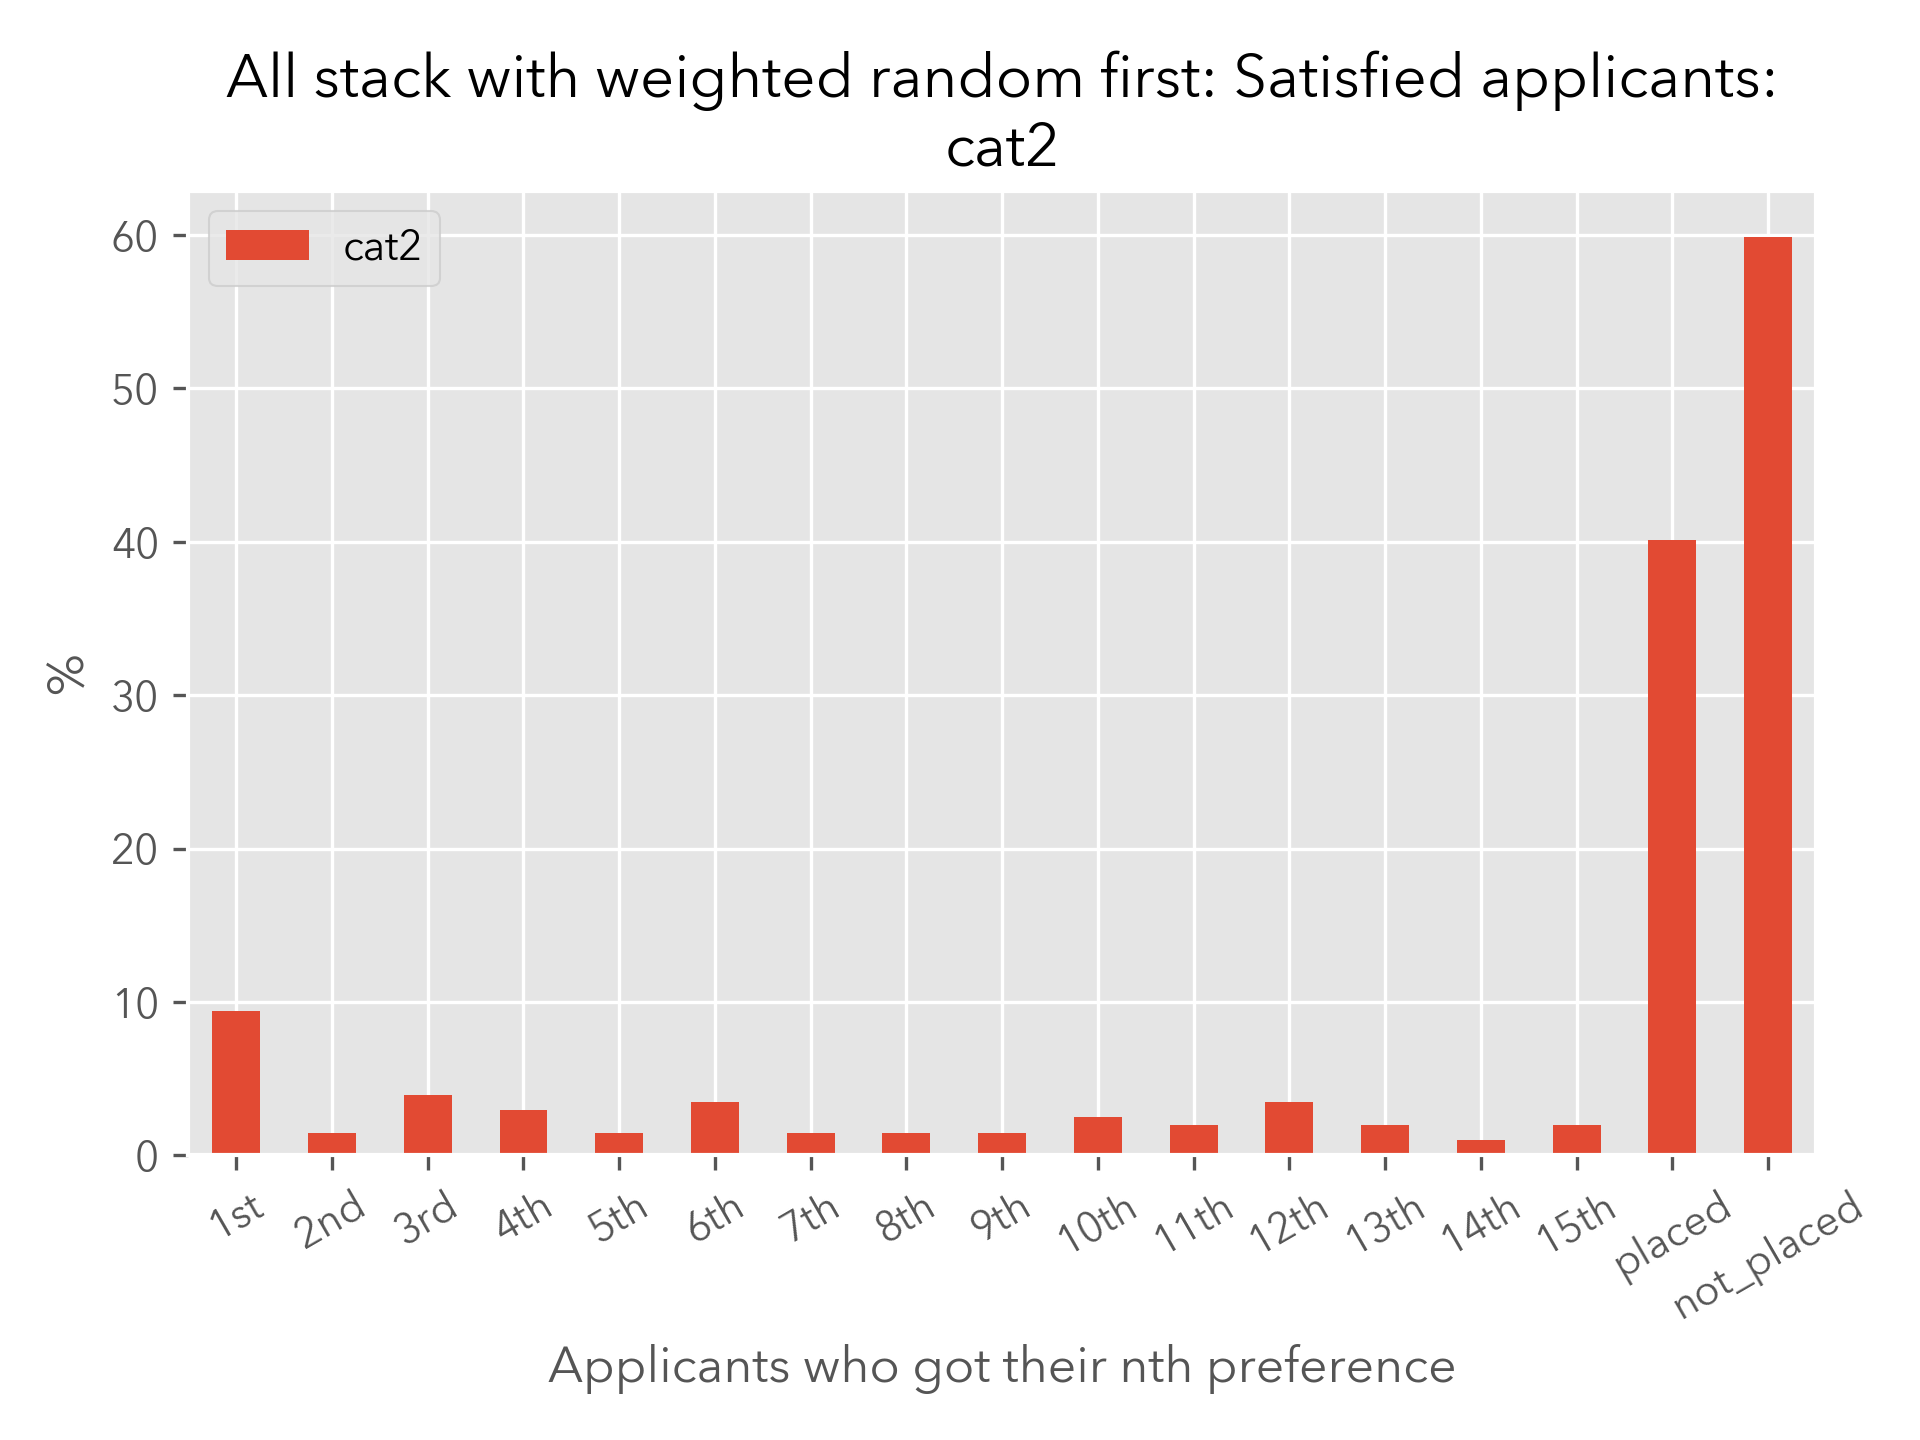 All stack with weighted random first: Satisfied applicants:
cat2
cat2
60
50
40
30
20
10
0
%
1st
2nd
3rd
4th
5th
6th
7th
8th
9th
10th
11th
12th
13th
14th
15th
placed
not_placed
Applicants who got their nth preference